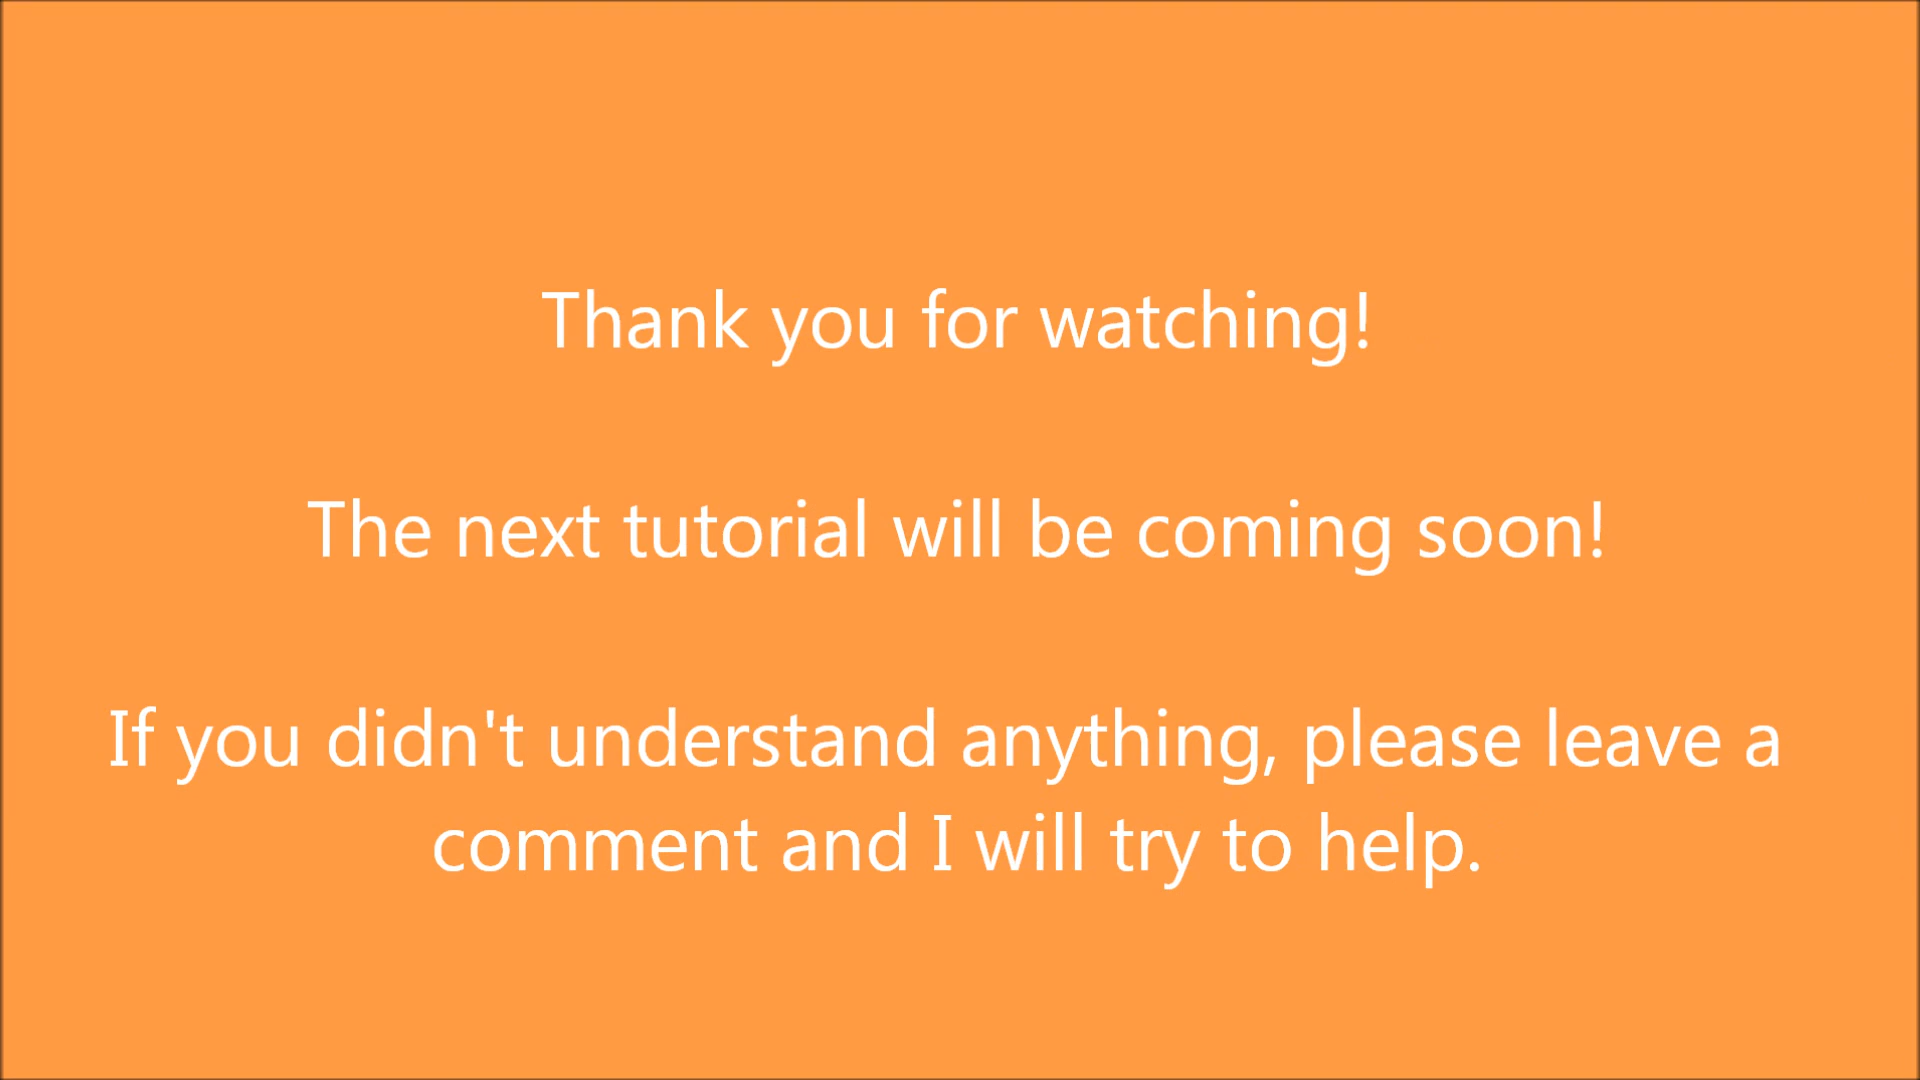 Thank you for watching!
The next tutorial will be coming soon!
If you didn't understand anything, please leave a
comment and I will try to help.